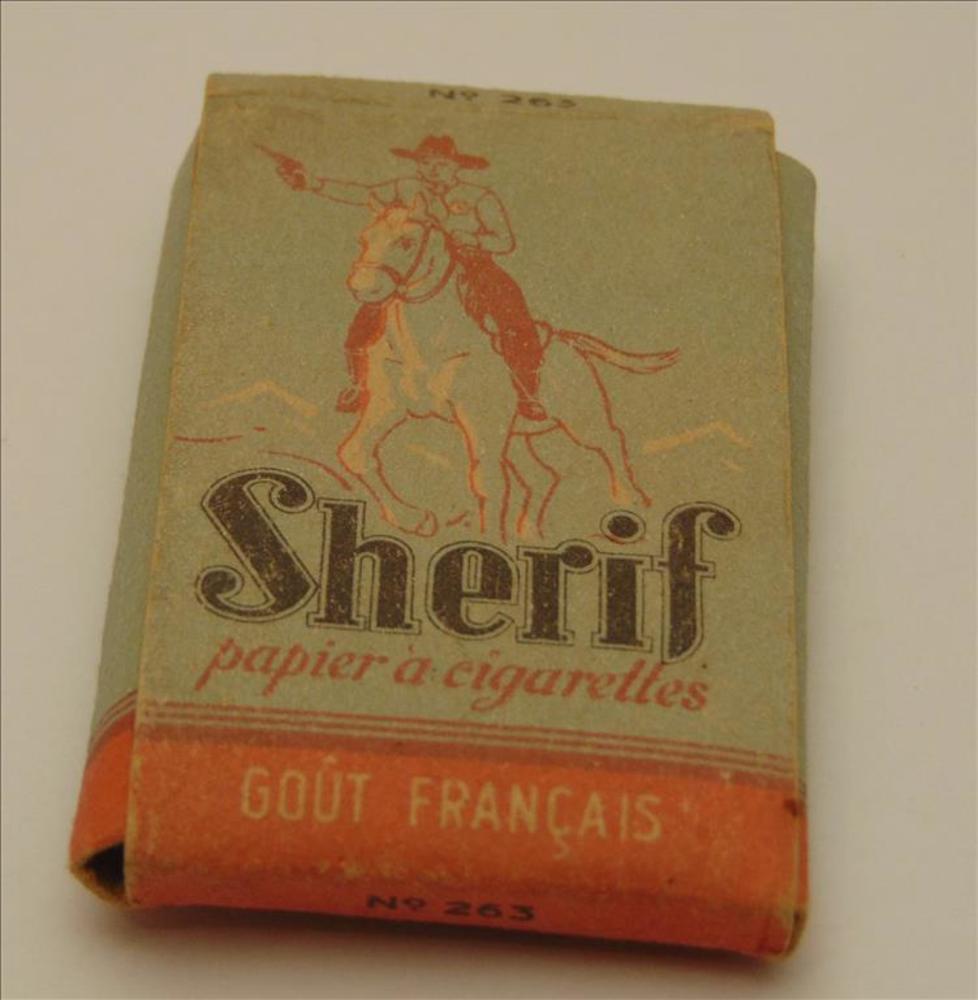 Nº 263
Sherif
papier à cigarettes
GOÛT FRANÇAIS
Nº 263